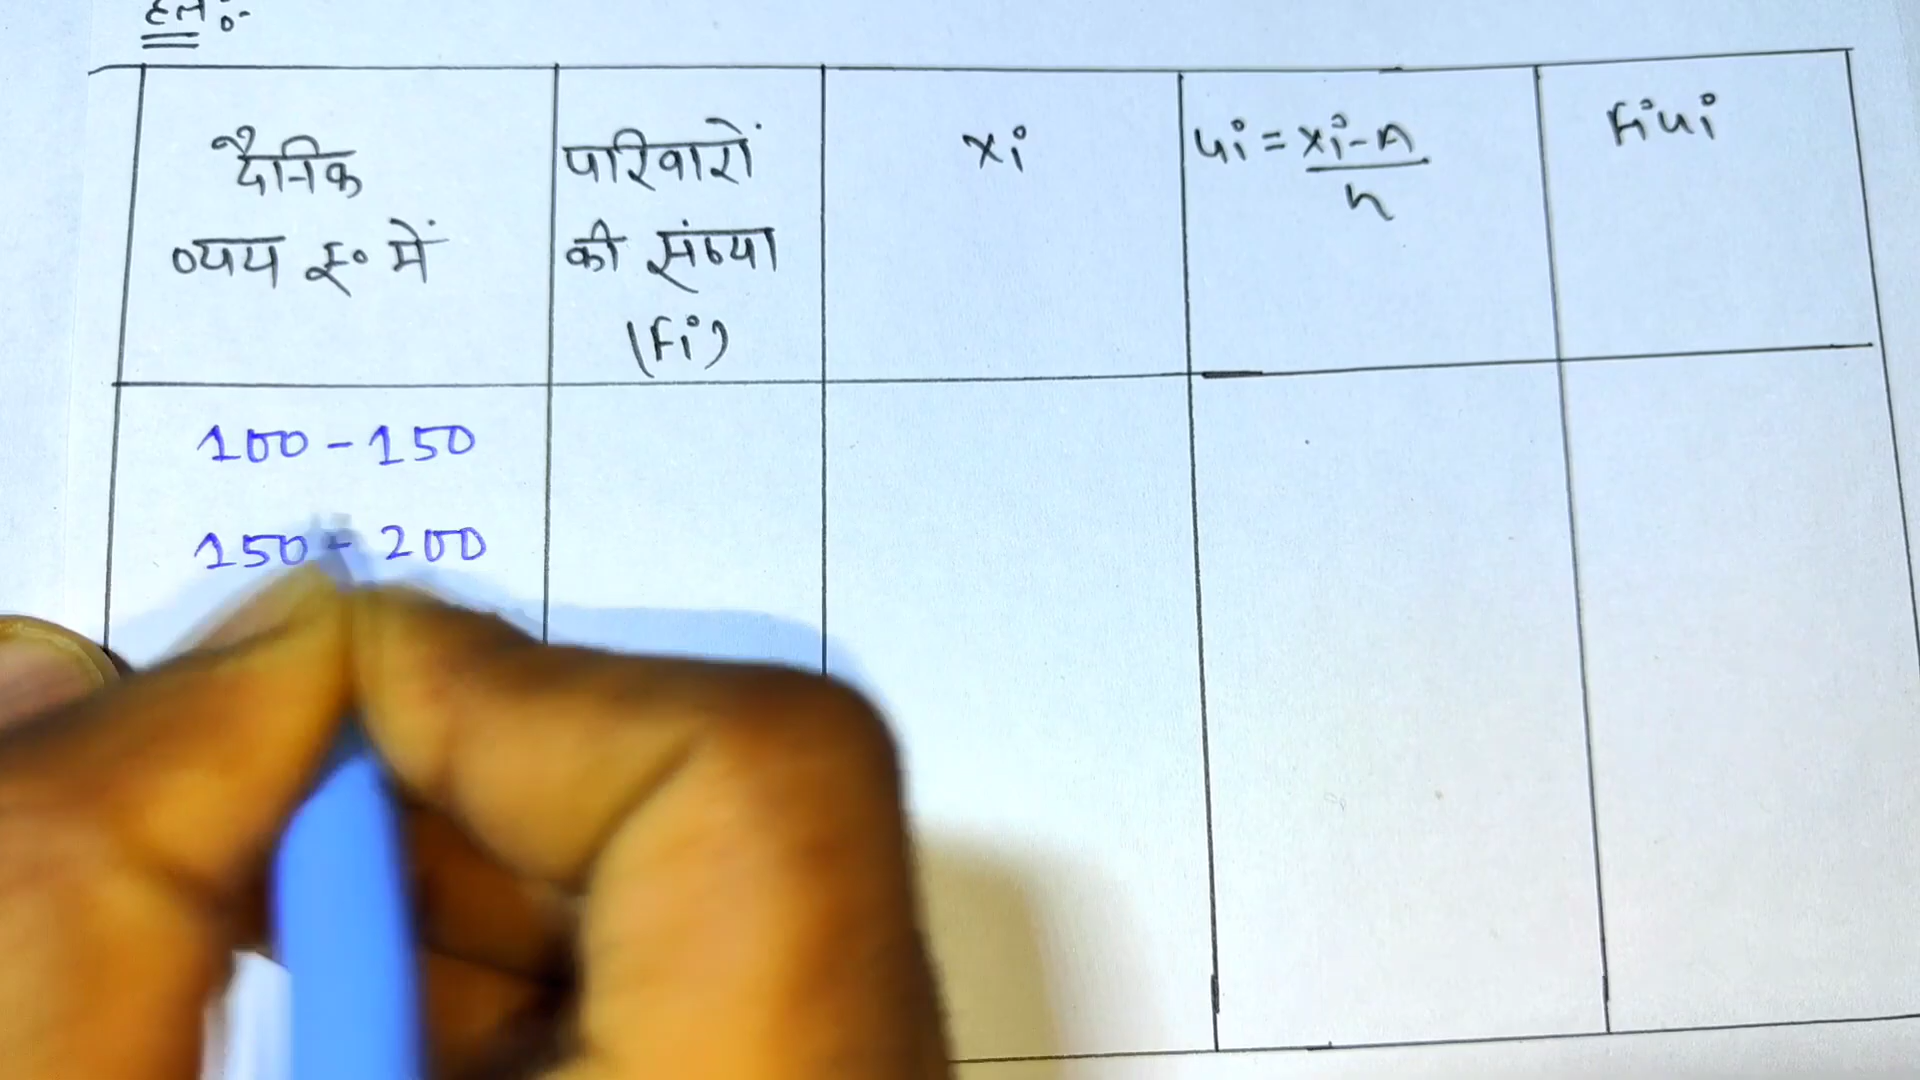 हल :-
दैनिक
व्यय रु० में
परिवारों
की संख्या
(Fi)
xi
ui = xi-A
h
Fiui
100 - 150
150 - 200